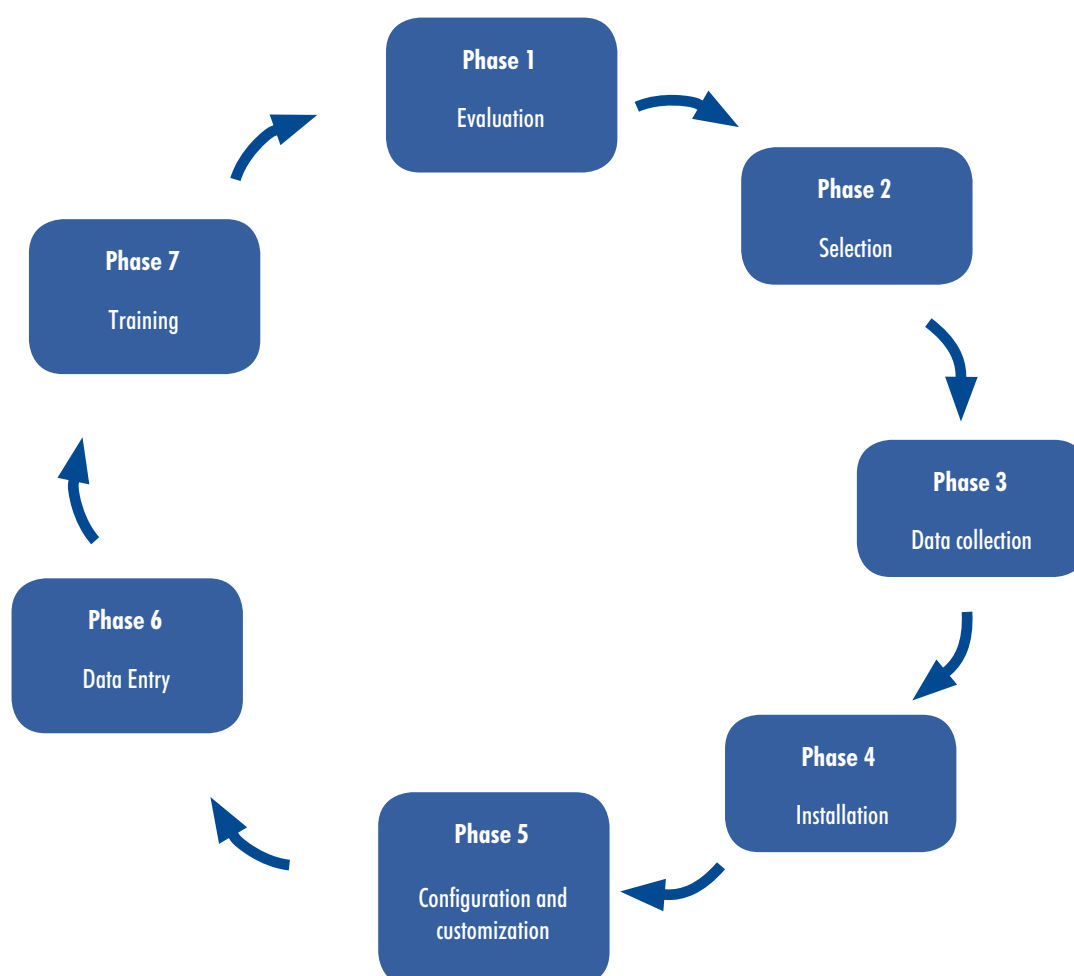 Phase 1
Evaluation
Phase 2
Selection
Phase 3
Data collection
Phase 4
Installation
Phase 5
Configuration and
customization
Phase 6
Data Entry
Phase 7
Training